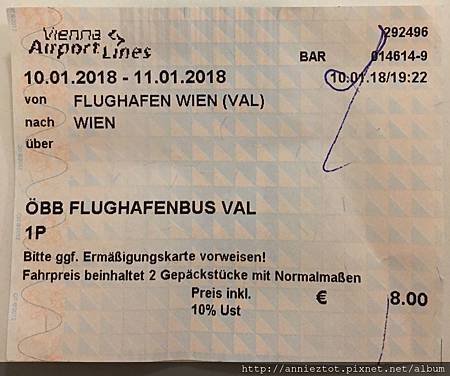 Vienna
Airport Lines
292496
BAR 014614-9
10.01.2018 - 11.01.2018 10.01.18/19:22
von FLUGHAFEN WIEN (VAL)
nach WIEN
über
ÖBB FLUGHAFENBUS VAL
1P
Bitte ggf. Ermäßigungskarte vorweisen!
Fahrpreis beinhaltet 2 Gepäckstücke mit Normalmaßen
Preis inkl. € 8.00
10% Ust
http://annieztot.pixnet.net/album